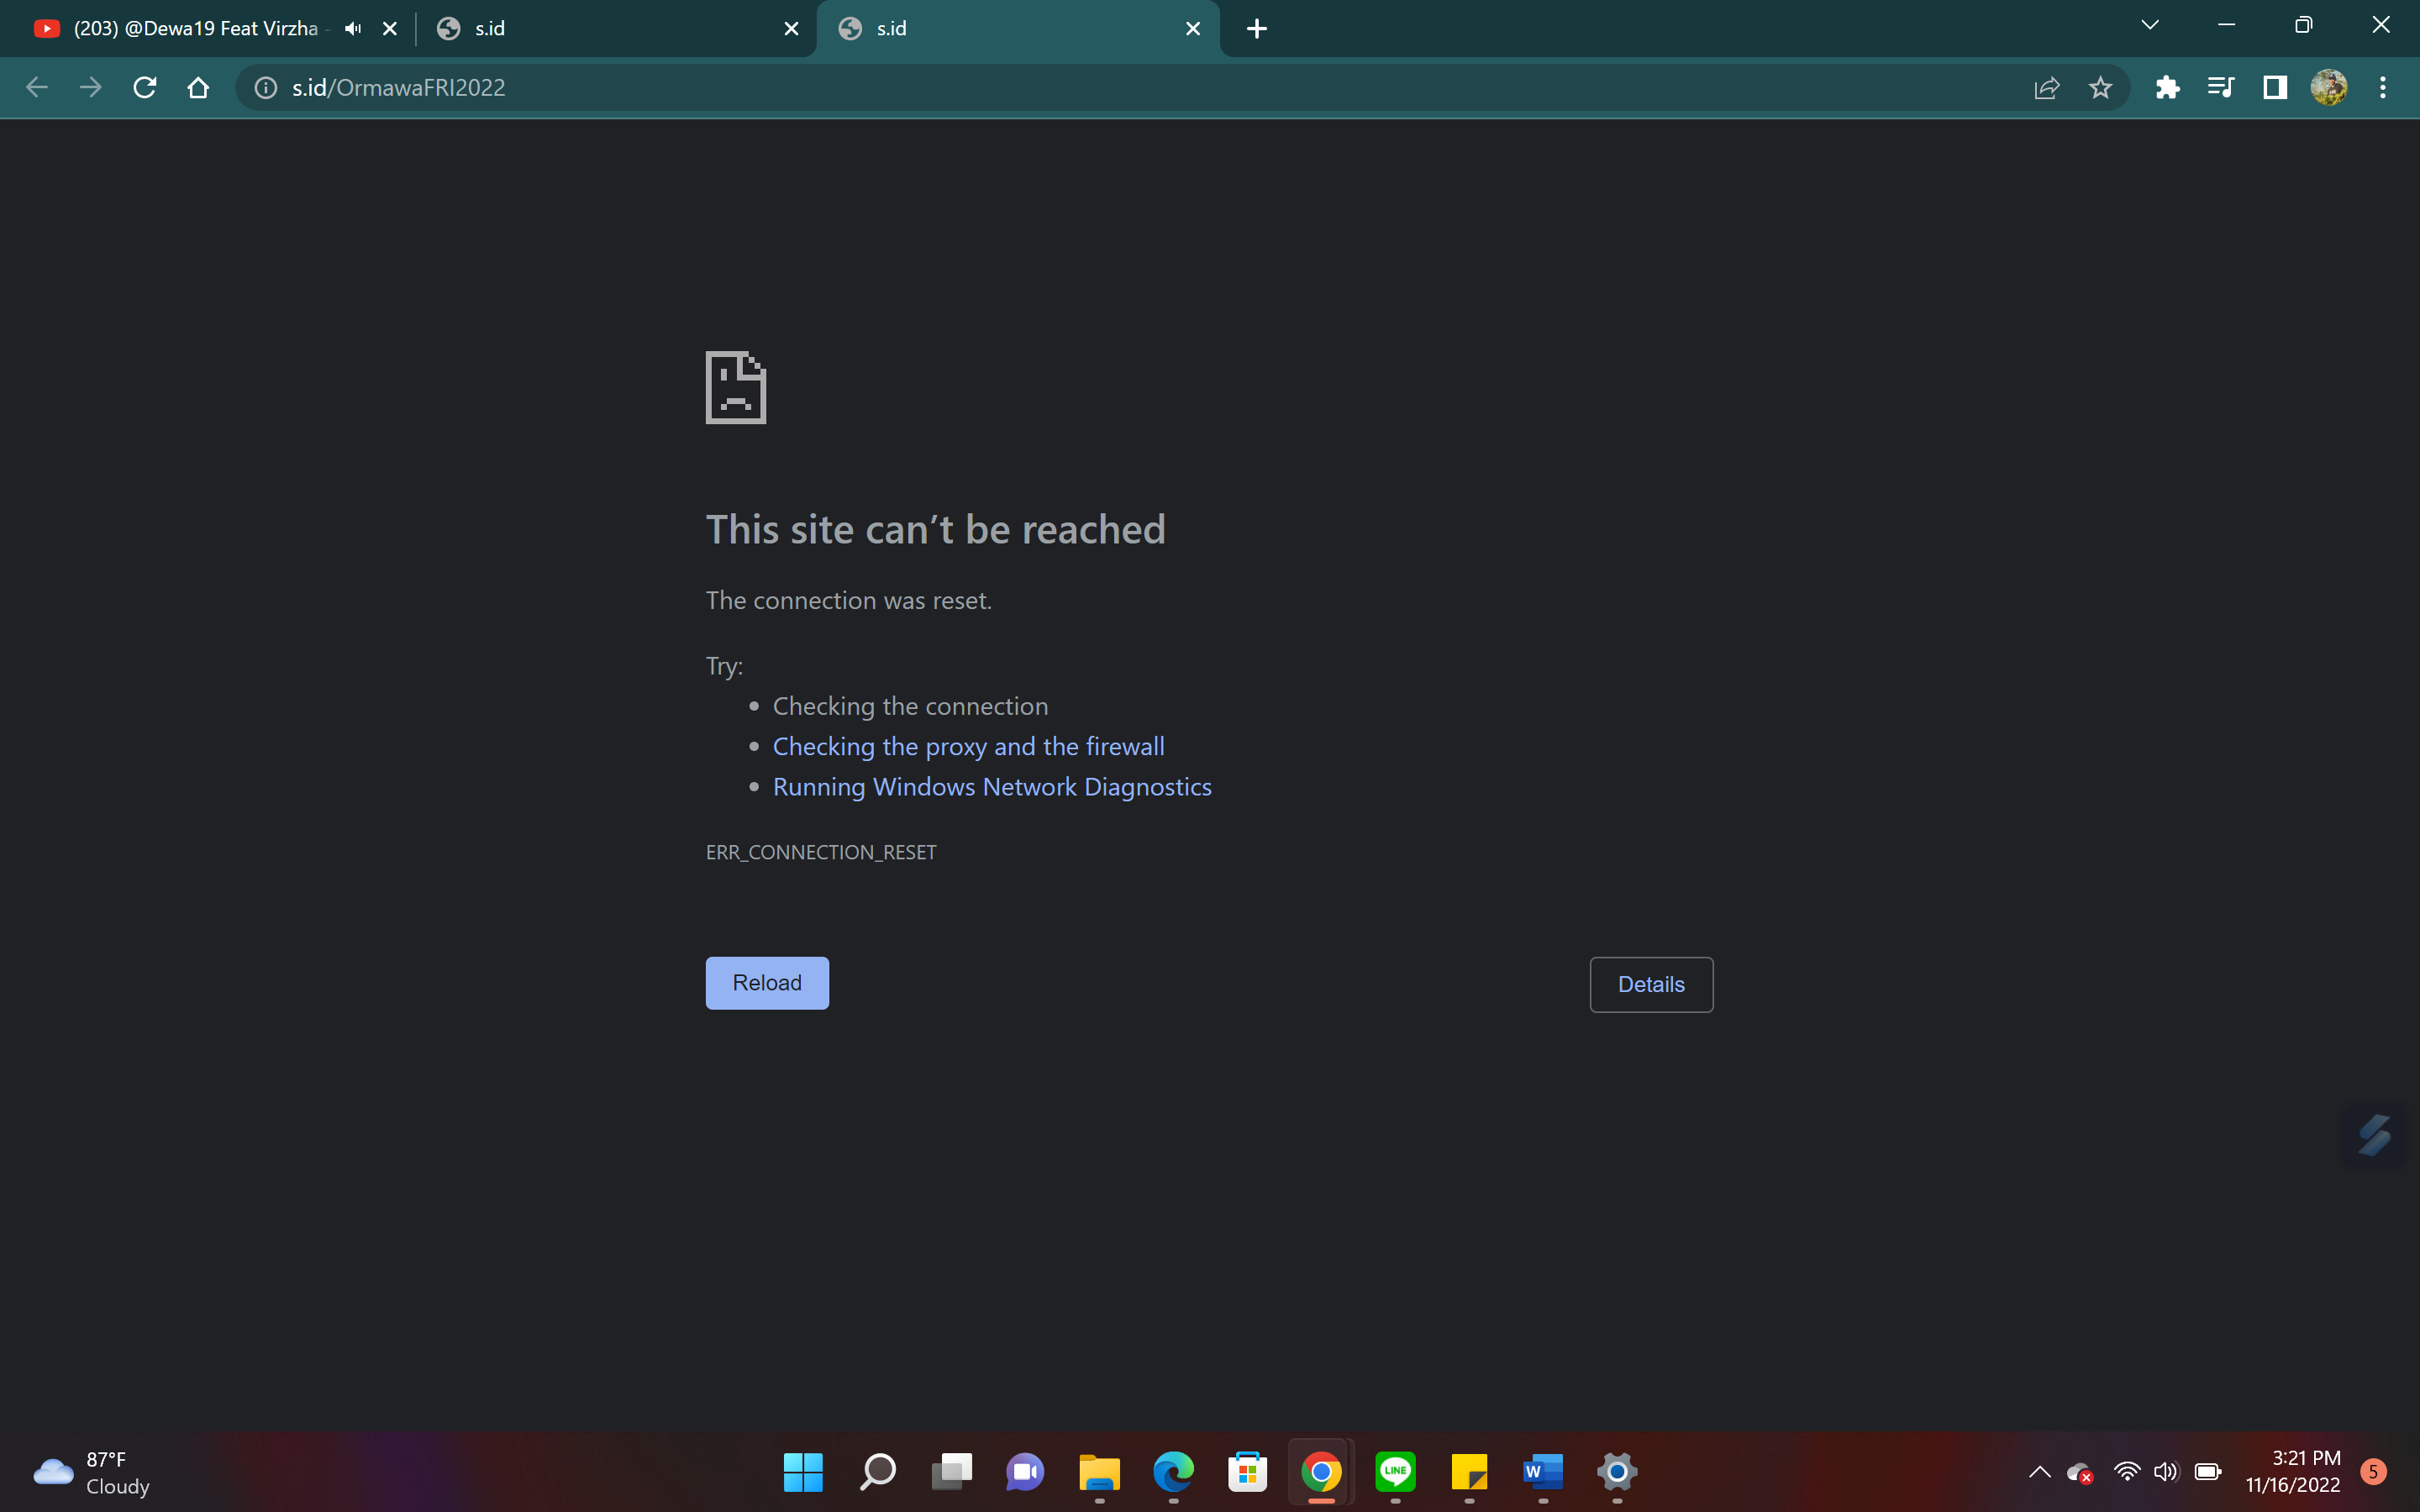 (203) @Dewa19 Feat Virzha -
s.id
s.id
s.id/OrmawaFRI2022
This site can’t be reached
The connection was reset.
Try:
Checking the connection
Checking the proxy and the firewall
Running Windows Network Diagnostics
ERR_CONNECTION_RESET
Reload
Details
87°F
Cloudy
LINE
W
3:21 PM
11/16/2022
5